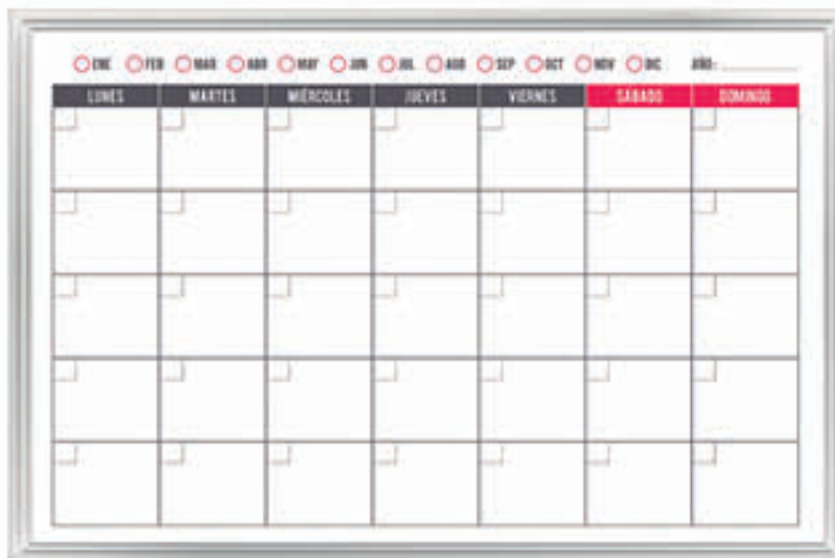 ENE FEB MAR ABR MAY JUN JUL AGO SEP OCT NOV DIC AÑO:
LUNES MARTES MIÉRCOLES JUEVES VIERNES SÁBADO DOMINGO